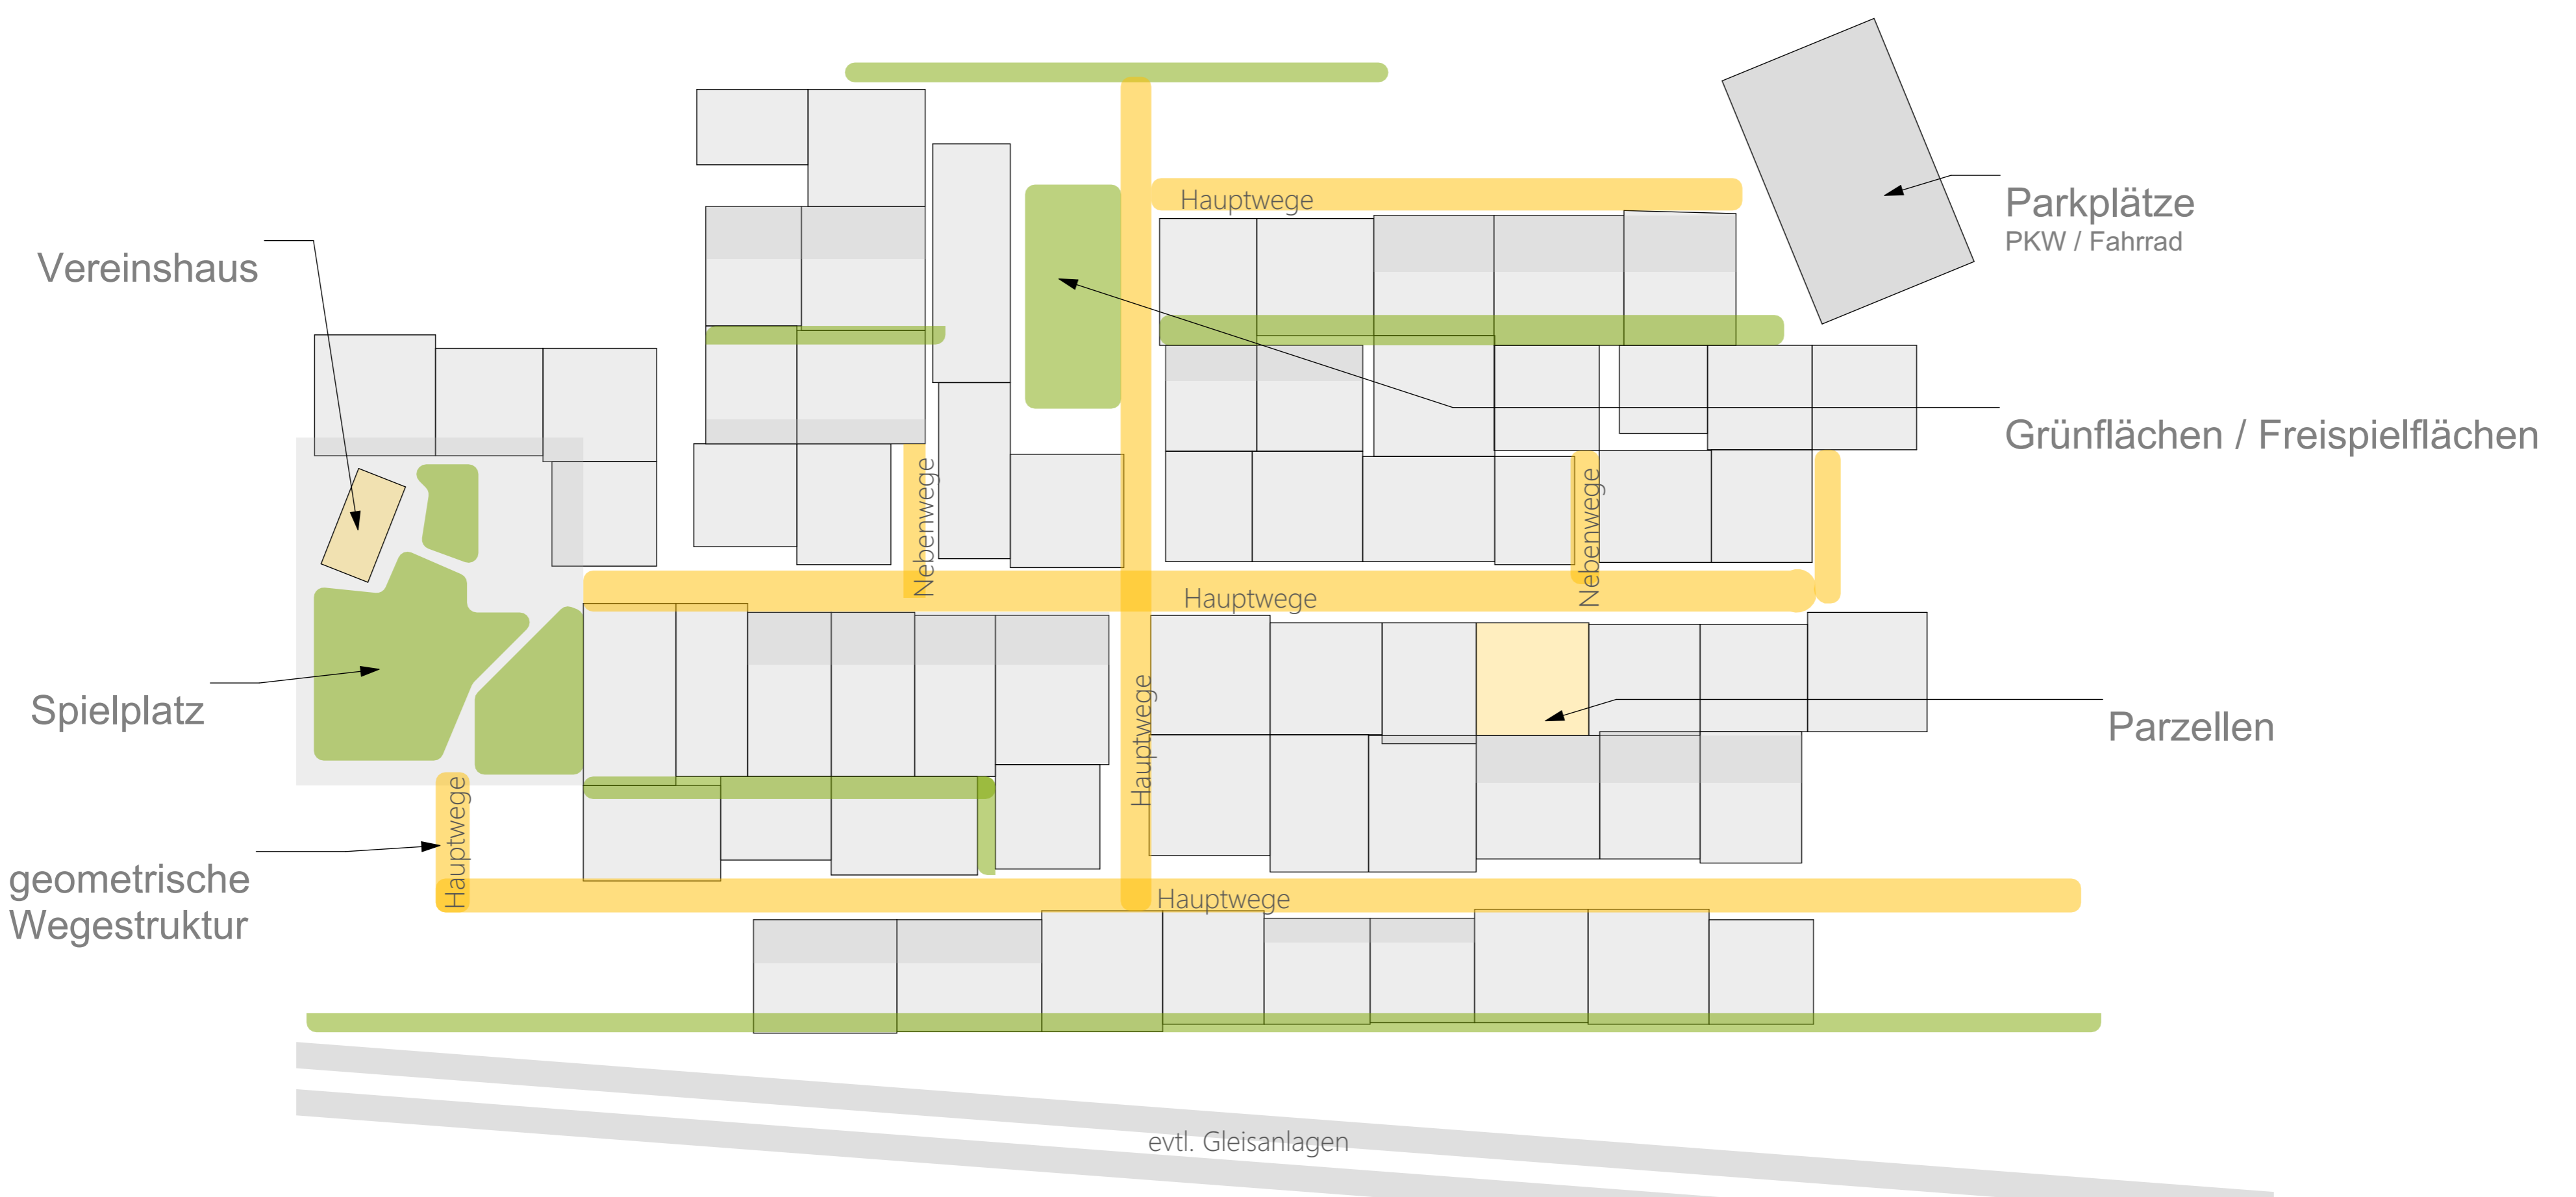 Hauptwege
Parkplätze
PKW / Fahrrad
Vereinshaus
Grünflächen / Freispielflächen
Nebenwege
Nebenwege
Hauptwege
Spielplatz
Hauptwege
Parzellen
Hauptwege
geometrische
Wegestruktur
Hauptwege
evtl. Gleisanlagen